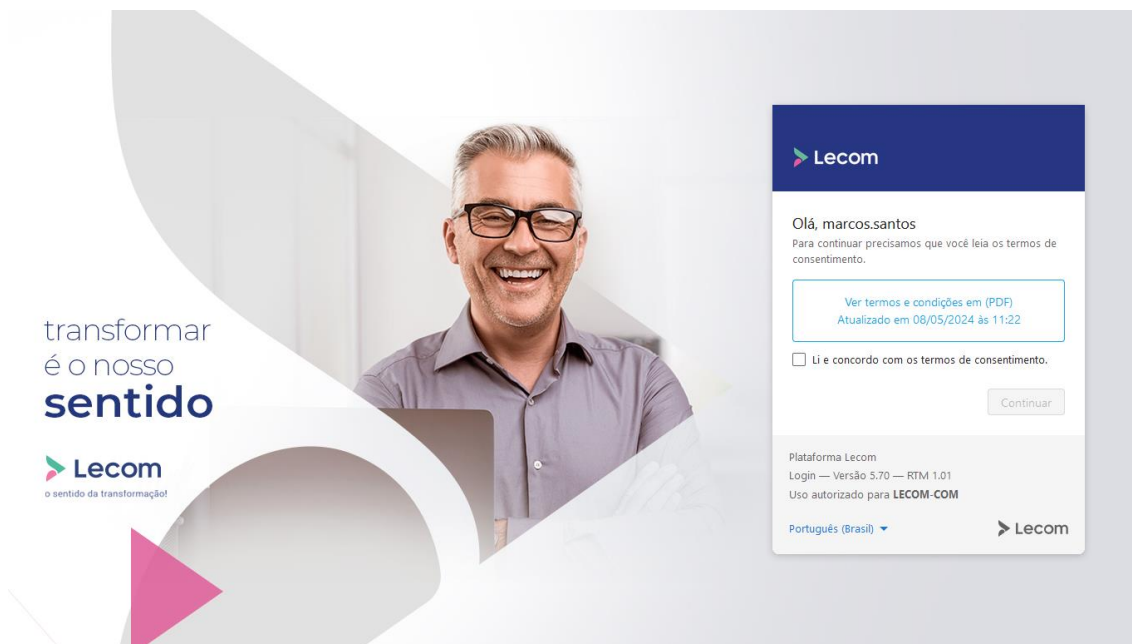 transformar
é o nosso
sentido
Lecom
o sentido da transformação!
Lecom
Olá, marcos.santos
Para continuar precisamos que você leia os termos de
consentimento.
Ver termos e condições em (PDF)
Atualizado em 08/05/2024 às 11:22
Li e concordo com os termos de consentimento.
Continuar
Plataforma Lecom
Login — Versão 5.70 — RTM 1.01
Uso autorizado para LECOM-COM
Português (Brasil)
Lecom